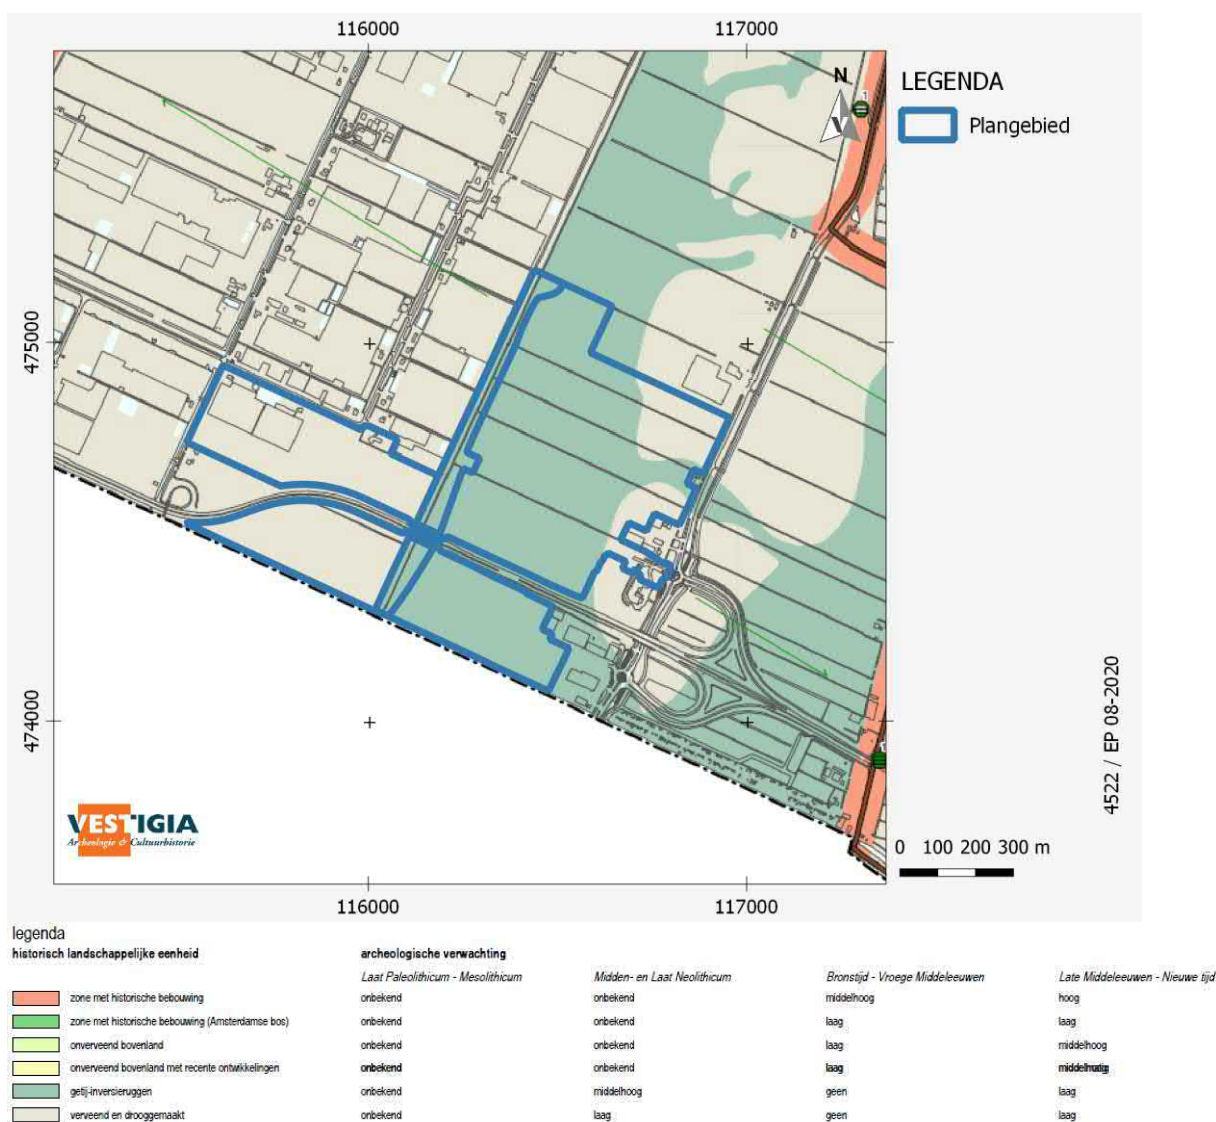 116000 117000
N
LEGENDA
Plangebied
1
475000
474000
1
4522 / EP 08-2020
VESTIGIA
Archeologie & Cultuurhistorie
0 100 200 300 m
116000 117000
legenda
historisch landschappelijke eenheid archeologische verwachting
Laat Paleolithicum - Mesolithicum Midden- en Laat Neolithicum Bronstijd - Vroege Middeleeuwen Late Middeleeuwen - Nieuwe tijd
zone met historische bebouwing onbekend onbekend middelhoog hoog
zone met historische bebouwing (Amsterdamse bos) onbekend onbekend laag laag
onverveend bovenland onbekend onbekend laag middelhoog
onverveend bovenland met recente ontwikkelingen onbekend onbekend laag
getij-inversieruggen onbekend middelhoog geen laag
verveend en drooggemaakt onbekend laag geen laag